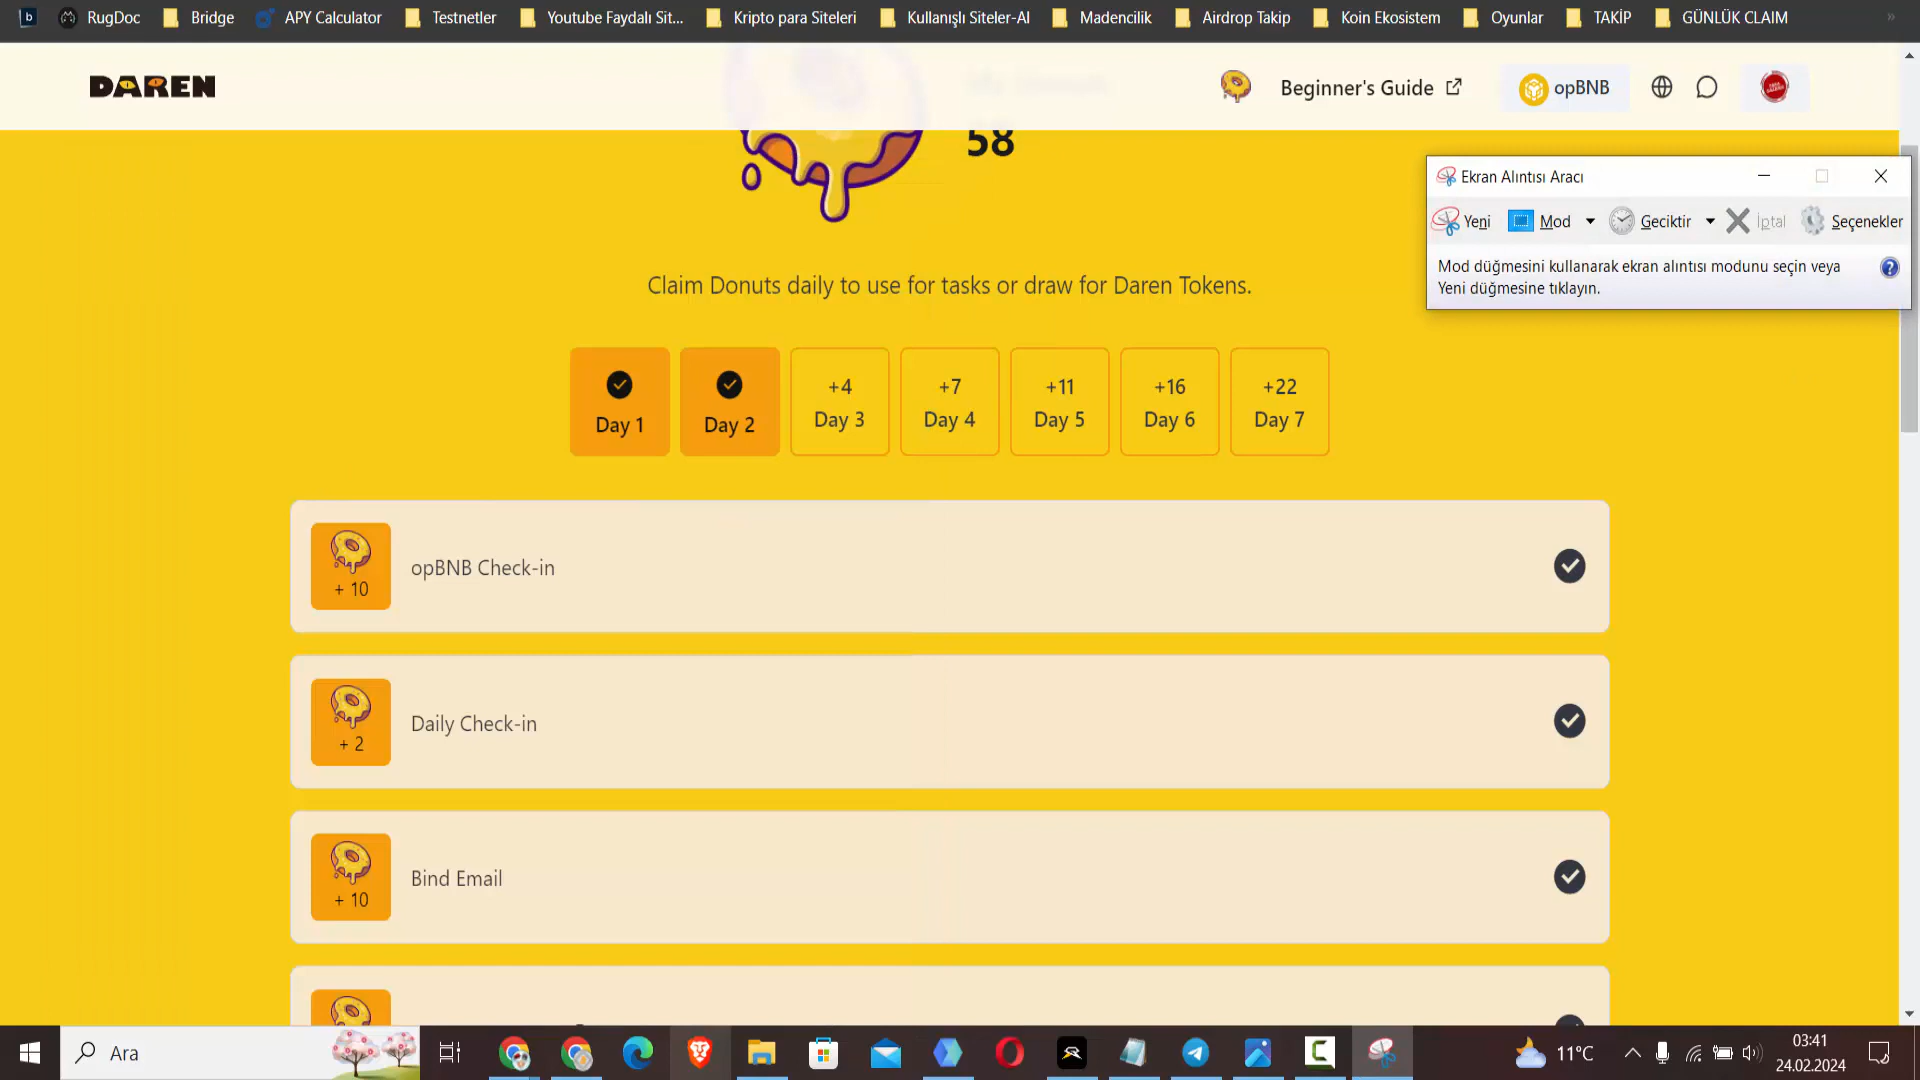 RugDoc Bridge APY Calculator Testnetler Youtube Faydalı Sit... Kripto para Siteleri Kullanışlı Siteler-AI Madencilik Airdrop Takip Koin Ekosistem Oyunlar TAKİP GÜNLÜK CLAIM »
DAREN
Beginner's Guide opBNB
58
Ekran Alıntısı Aracı
Yeni Mod Geciktir İptal Seçenekler
Mod düğmesini kullanarak ekran alıntısı modunu seçin veya
Yeni düğmesine tıklayın.
Claim Donuts daily to use for tasks or draw for Daren Tokens.
+4 +7 +11 +16 +22
Day 1 Day 2 Day 3 Day 4 Day 5 Day 6 Day 7
opBNB Check-in
+ 10
Daily Check-in
+ 2
Bind Email
+ 10
Ara
11°C
03:41
24.02.2024